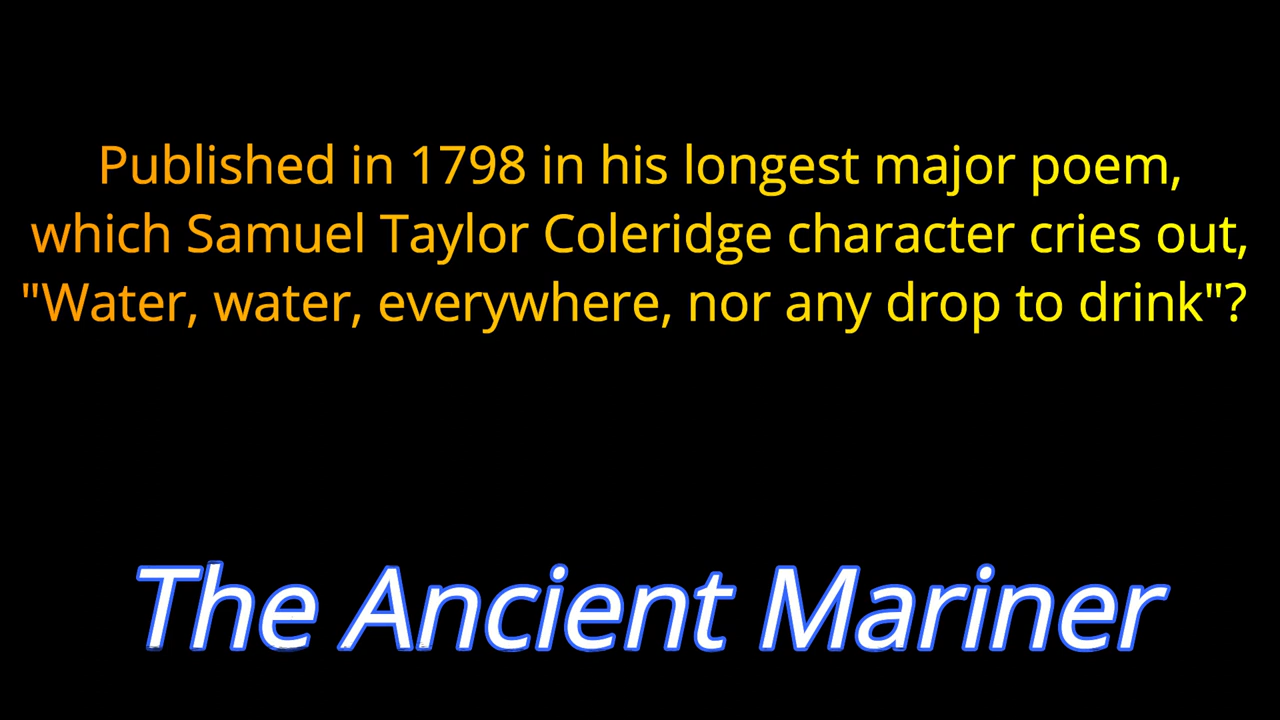 Published in 1798 in his longest major poem,
which Samuel Taylor Coleridge character cries out,
"Water, water, everywhere, nor any drop to drink"?
The Ancient Mariner